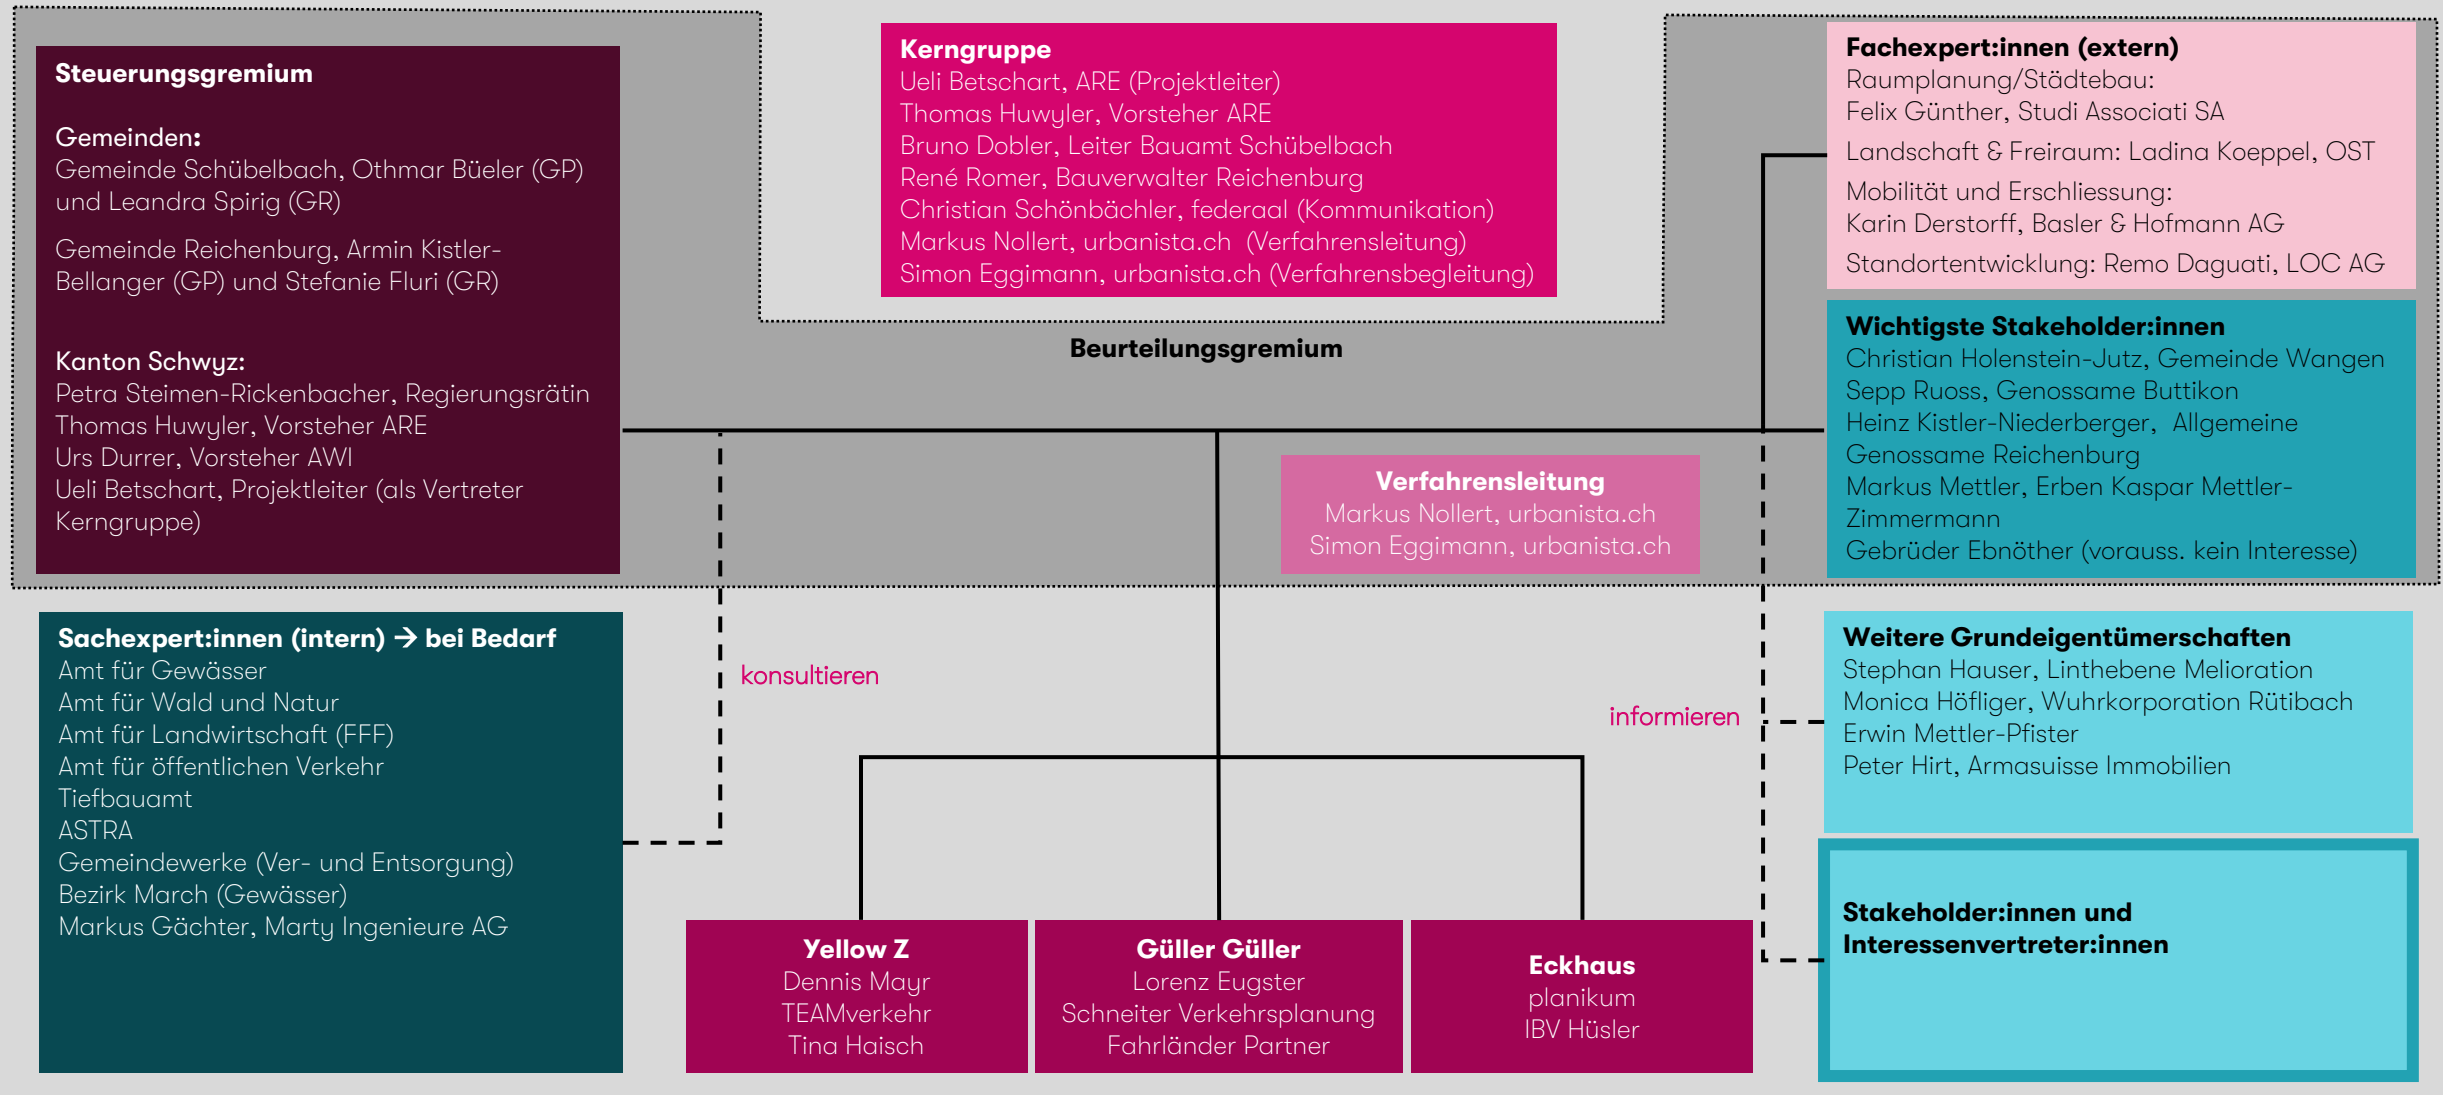 Steuerungsgremium
Gemeinden:
Gemeinde Schübelbach, Othmar Büeler (GP)
und Leandra Spirig (GR)
Gemeinde Reichenburg, Armin Kistler-
Bellanger (GP) und Stefanie Fluri (GR)
Kanton Schwyz:
Petra Steimen-Rickenbacher, Regierungsrätin
Thomas Huwyler, Vorsteher ARE
Urs Durrer, Vorsteher AWI
Ueli Betschart, Projektleiter (als Vertreter
Kerngruppe)
Kerngruppe
Ueli Betschart, ARE (Projektleiter)
Thomas Huwyler, Vorsteher ARE
Bruno Dobler, Leiter Bauamt Schübelbach
René Romer, Bauverwalter Reichenburg
Christian Schönbächler, federaal (Kommunikation)
Markus Nollert, urbanista.ch (Verfahrensleitung)
Simon Eggimann, urbanista.ch (Verfahrensbegleitung)
Beurteilungsgremium
Fachexpert:innen (extern)
Raumplanung/Städtebau:
Felix Günther, Studi Associati SA
Landschaft & Freiraum: Ladina Koeppel, OST
Mobilität und Erschliessung:
Karin Derstorff, Basler & Hofmann AG
Standortentwicklung: Remo Daguati, LOC AG
Wichtigste Stakeholder:innen
Christian Holenstein-Jutz, Gemeinde Wangen
Sepp Ruoss, Genossame Buttikon
Heinz Kistler-Niederberger, Allgemeine
Genossame Reichenburg
Markus Mettler, Erben Kaspar Mettler-
Zimmermann
Gebrüder Ebnöther (vorauss. kein Interesse)
Verfahrensleitung
Markus Nollert, urbanista.ch
Simon Eggimann, urbanista.ch
Sachexpert:innen (intern) → bei Bedarf
Amt für Gewässer
Amt für Wald und Natur
Amt für Landwirtschaft (FFF)
Amt für öffentlichen Verkehr
Tiefbauamt
ASTRA
Gemeindewerke (Ver- und Entsorgung)
Bezirk March (Gewässer)
Markus Gächter, Marty Ingenieure AG
konsultieren
informieren
Weitere Grundeigentümerschaften
Stephan Hauser, Linthebene Melioration
Monica Höfliger, Wuhrkorporation Rütibach
Erwin Mettler-Pfister
Peter Hirt, Armasuisse Immobilien
Stakeholder:innen und
Interessenvertreter:innen
Yellow Z
Dennis Mayr
TEAMverkehr
Tina Haisch
Güller Güller
Lorenz Eugster
Schneiter Verkehrsplanung
Fahrländer Partner
Eckhaus
planikum
IBV Hüsler